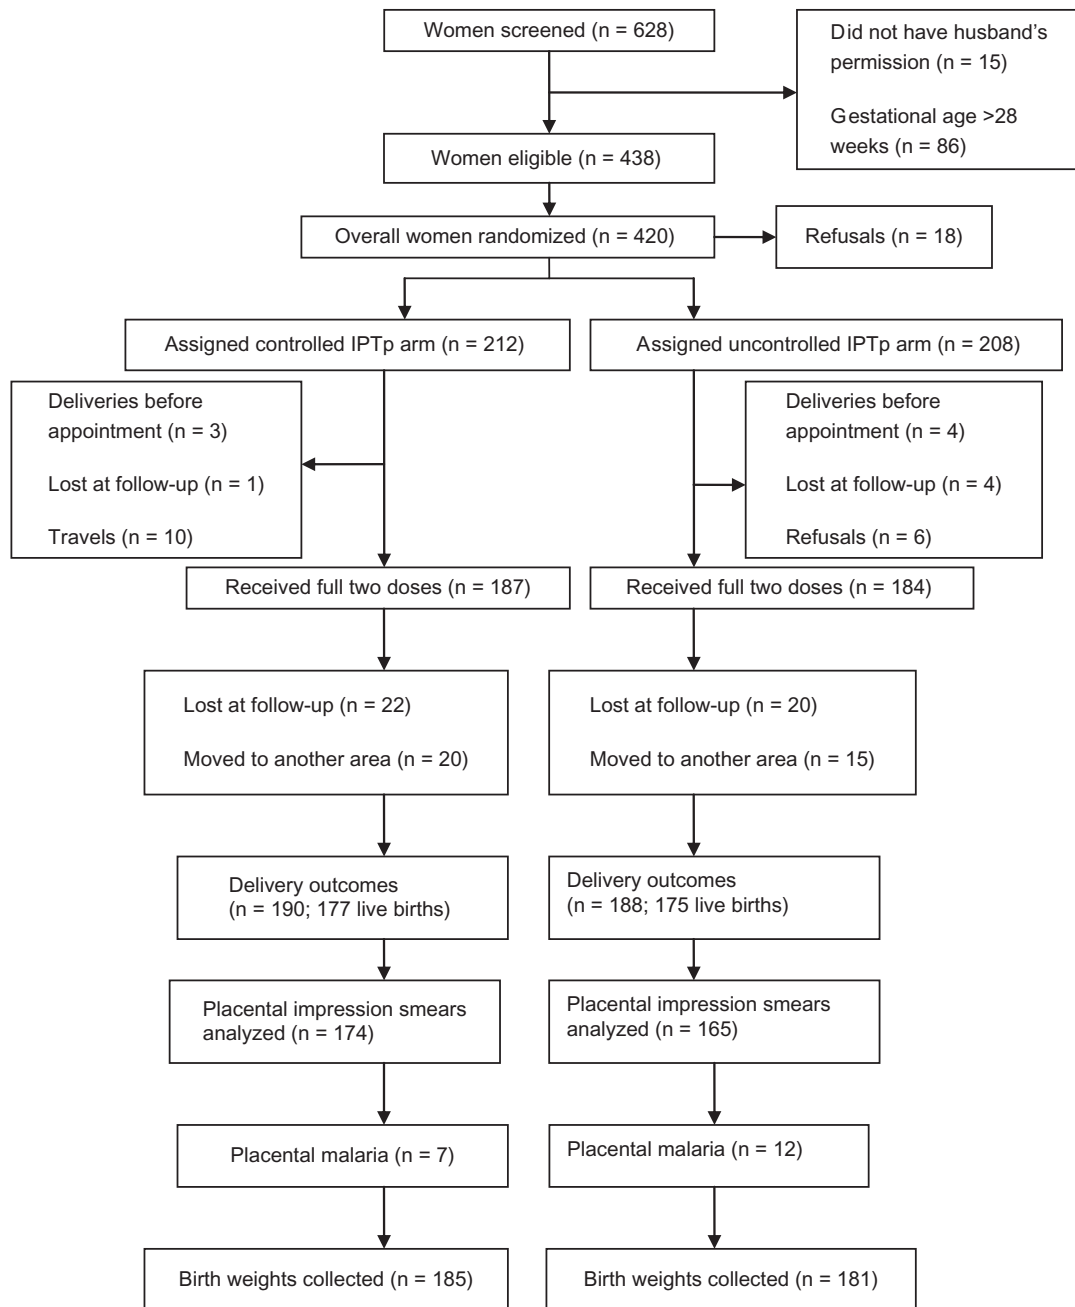 Women screened (n = 628)
Did not have husband's
permission (n = 15)
Gestational age >28
weeks (n = 86)
Women eligible (n = 438)
Overall women randomized (n = 420)
Refusals (n = 18)
Assigned controlled IPTp arm (n = 212)
Assigned uncontrolled IPTp arm (n = 208)
Deliveries before
appointment (n = 3)
Lost at follow-up (n = 1)
Travels (n = 10)
Deliveries before
appointment (n = 4)
Lost at follow-up (n = 4)
Refusals (n = 6)
Received full two doses (n = 187)
Received full two doses (n = 184)
Lost at follow-up (n = 22)
Moved to another area (n = 20)
Lost at follow-up (n = 20)
Moved to another area (n = 15)
Delivery outcomes
(n = 190; 177 live births)
Delivery outcomes
(n = 188; 175 live births)
Placental impression smears
analyzed (n = 174)
Placental impression smears
analyzed (n = 165)
Placental malaria (n = 7)
Placental malaria (n = 12)
Birth weights collected (n = 185)
Birth weights collected (n = 181)